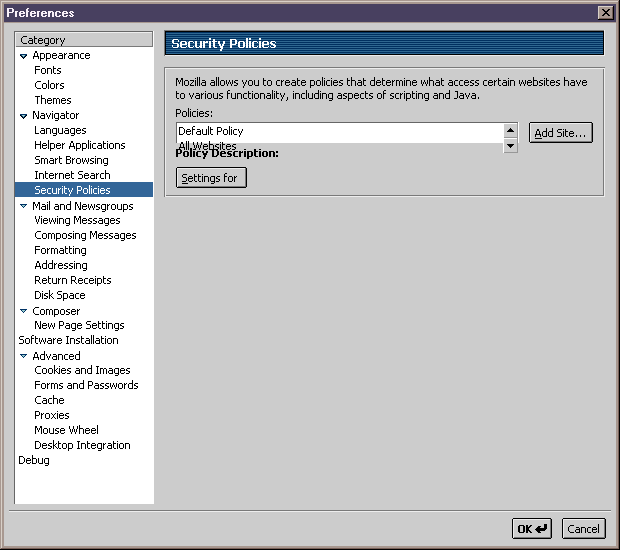 Preferences
Category
Appearance
Fonts
Colors
Themes
Navigator
Languages
Helper Applications
Smart Browsing
Internet Search
Security Policies
Mail and Newsgroups
Viewing Messages
Composing Messages
Formatting
Addressing
Return Receipts
Disk Space
Composer
New Page Settings
Software Installation
Advanced
Cookies and Images
Forms and Passwords
Cache
Proxies
Mouse Wheel
Desktop Integration
Debug
Security Policies
Mozilla allows you to create policies that determine what access certain websites have
to various functionality, including aspects of scripting and Java.
Policies:
Default Policy
All Websites
Add Site...
Policy Description:
Settings for
OK
Cancel